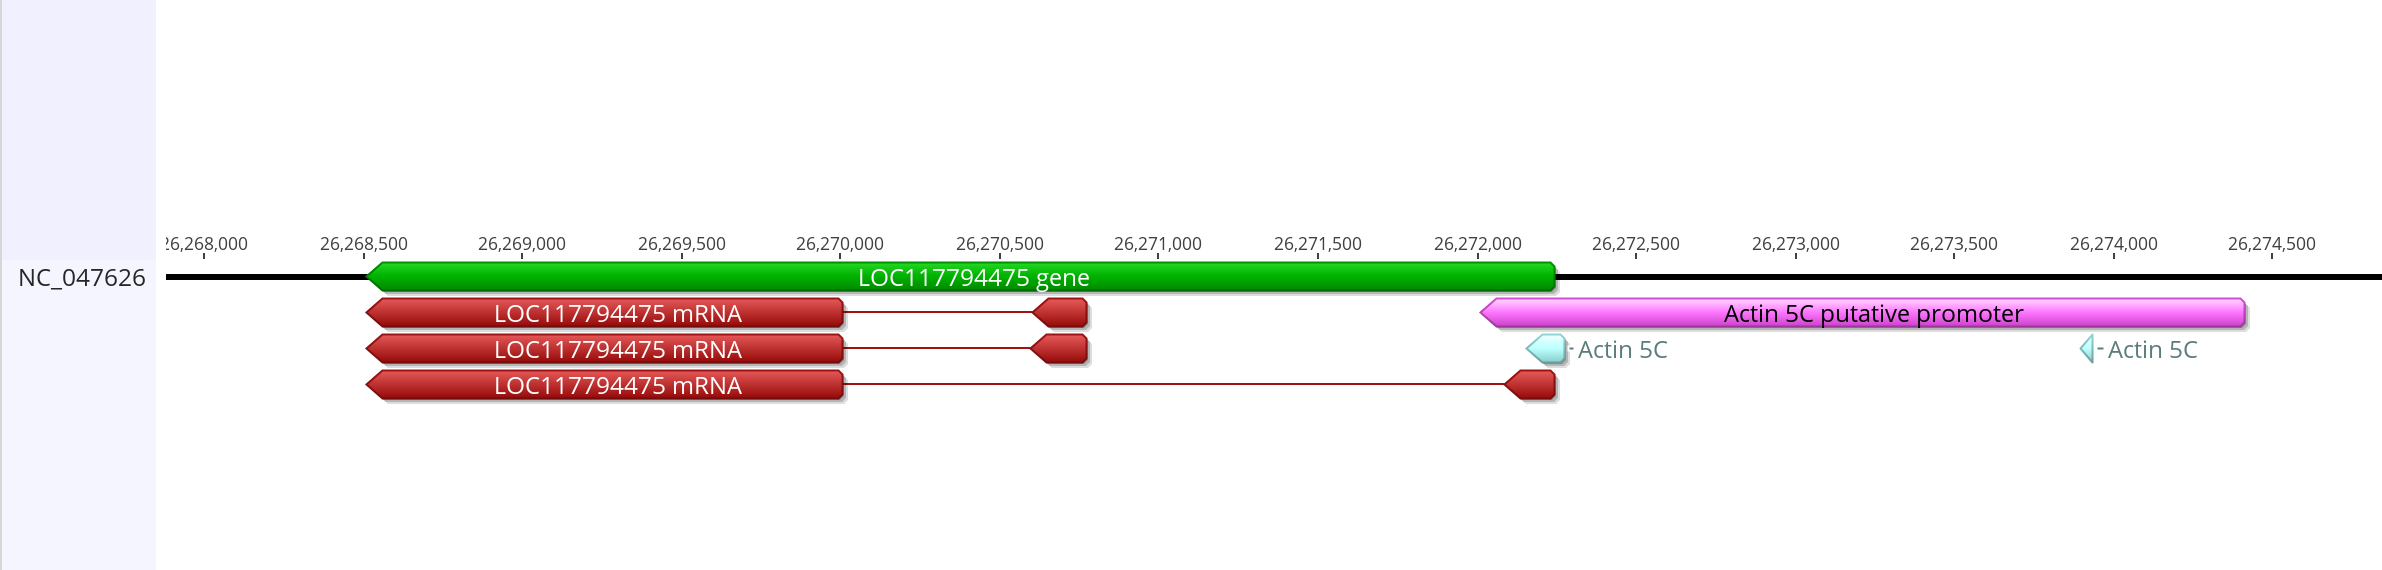 26,268,000 26,268,500 26,269,000 26,269,500 26,270,000 26,270,500 26,271,000 26,271,500 26,272,000 26,272,500 26,273,000 26,273,500 26,274,000 26,274,500
NC_047626 LOC117794475 gene
LOC117794475 mRNA Actin 5C putative promoter
LOC117794475 mRNA Actin 5C Actin 5C
LOC117794475 mRNA